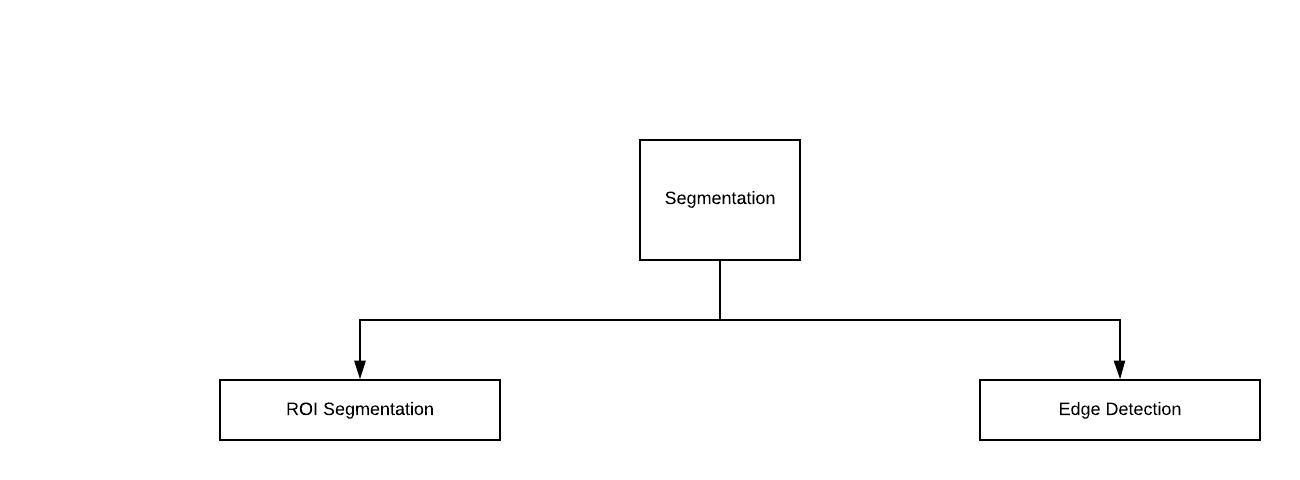 Segmentation
ROI Segmentation
Edge Detection